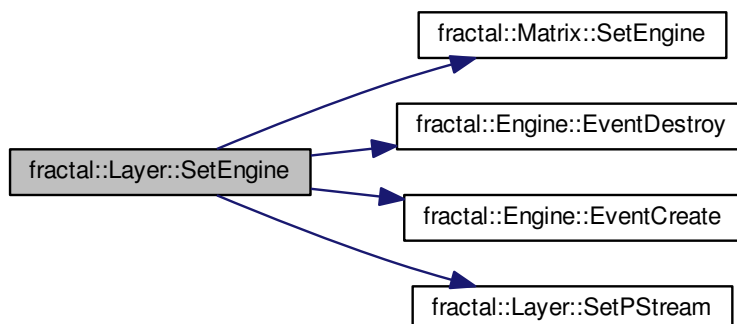 fractal::Matrix::SetEngine
fractal::Engine::EventDestroy
fractal::Layer::SetEngine
fractal::Engine::EventCreate
fractal::Layer::SetPStream